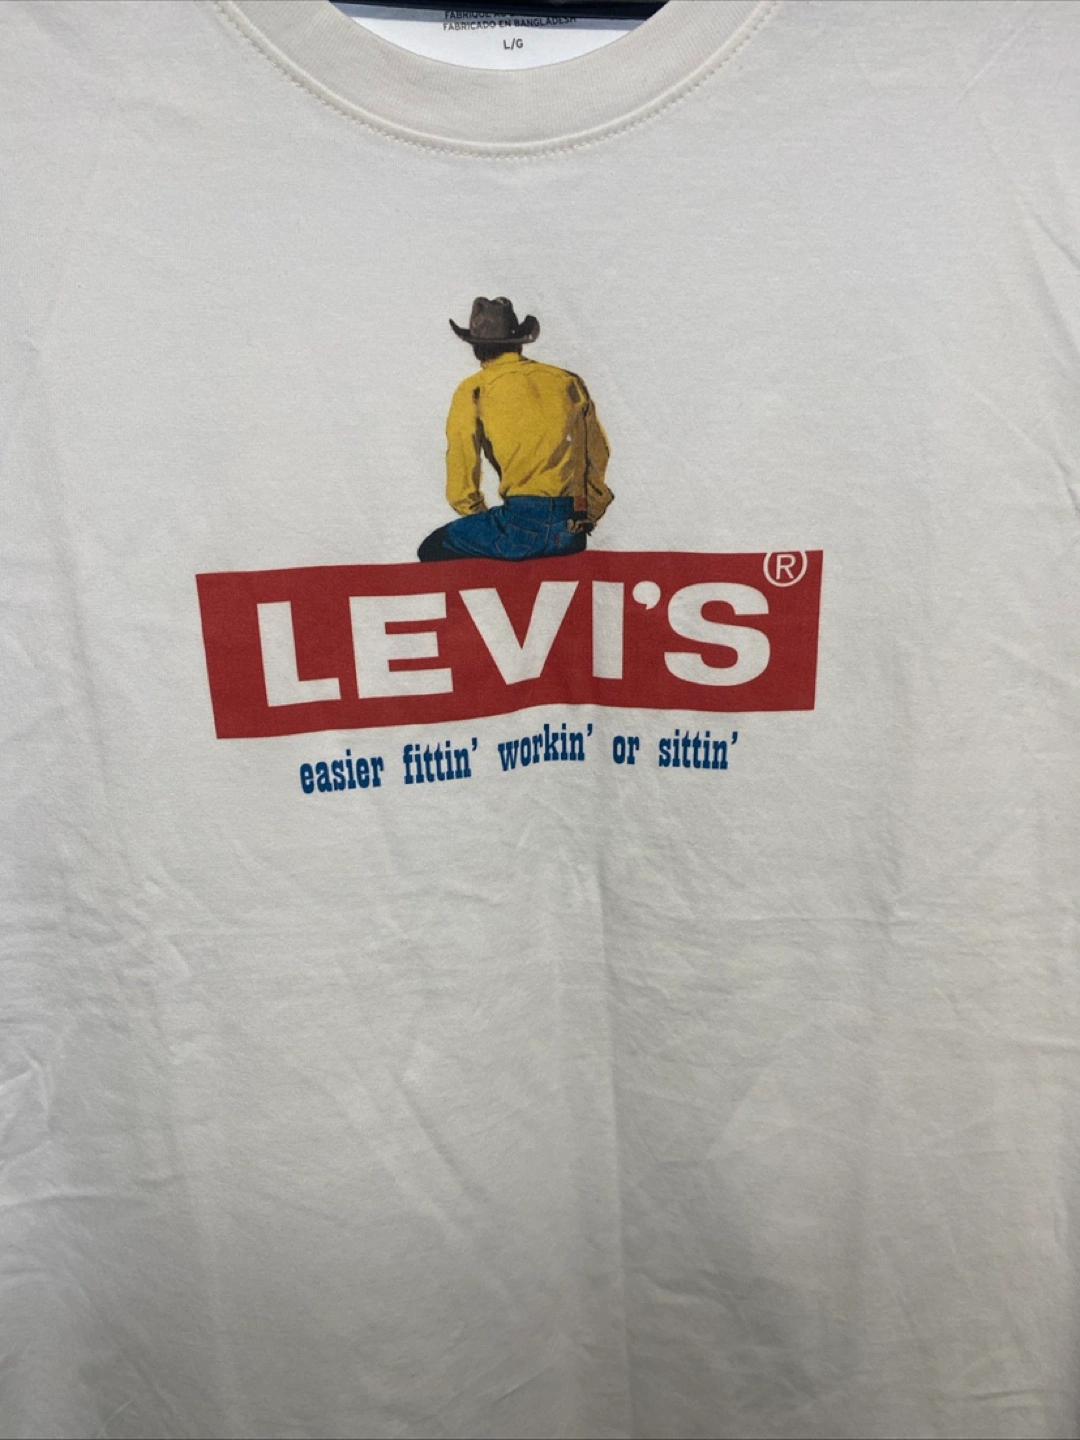 FABRICADO EN BANGLADESH
L/G
LEVI'S®
easier fittin' workin' or sittin'